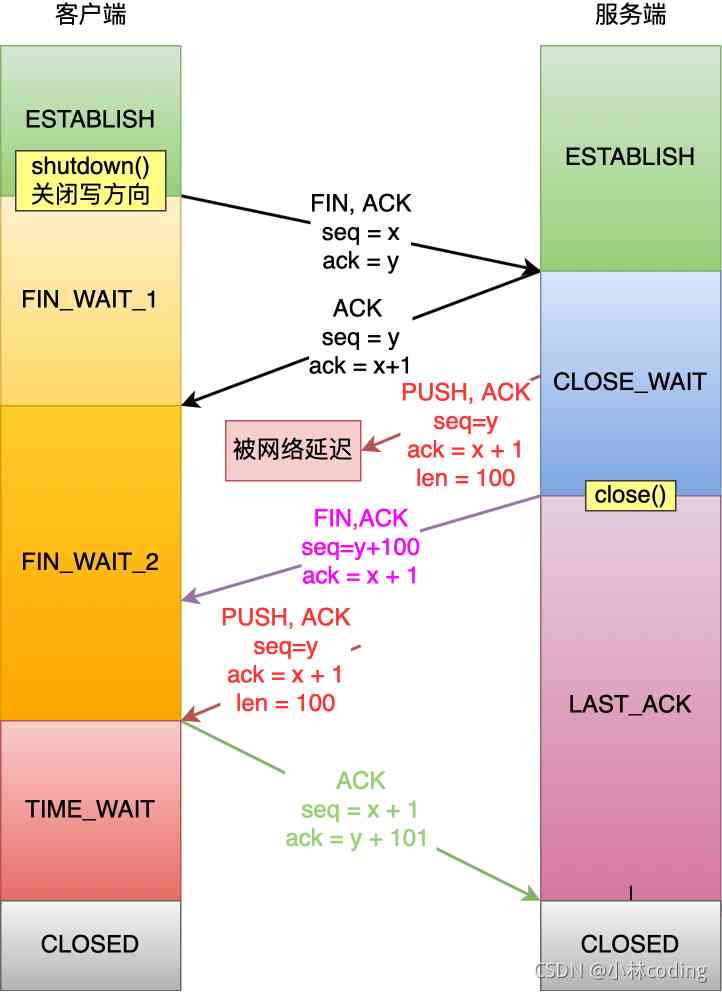 客户端
服务端
ESTABLISH
ESTABLISH
shutdown()
关闭写方向
FIN, ACK
seq = x
ack = y
FIN_WAIT_1
ACK
seq = y
ack = x+1
CLOSE_WAIT
PUSH, ACK
seq=y
ack = x + 1
len = 100
被网络延迟
close()
FIN,ACK
seq=y+100
ack = x + 1
FIN_WAIT_2
PUSH, ACK
seq=y
ack = x + 1
len = 100
LAST_ACK
TIME_WAIT
ACK
seq = x + 1
ack = y + 101
CLOSED
CLOSED
CSDN @小林coding